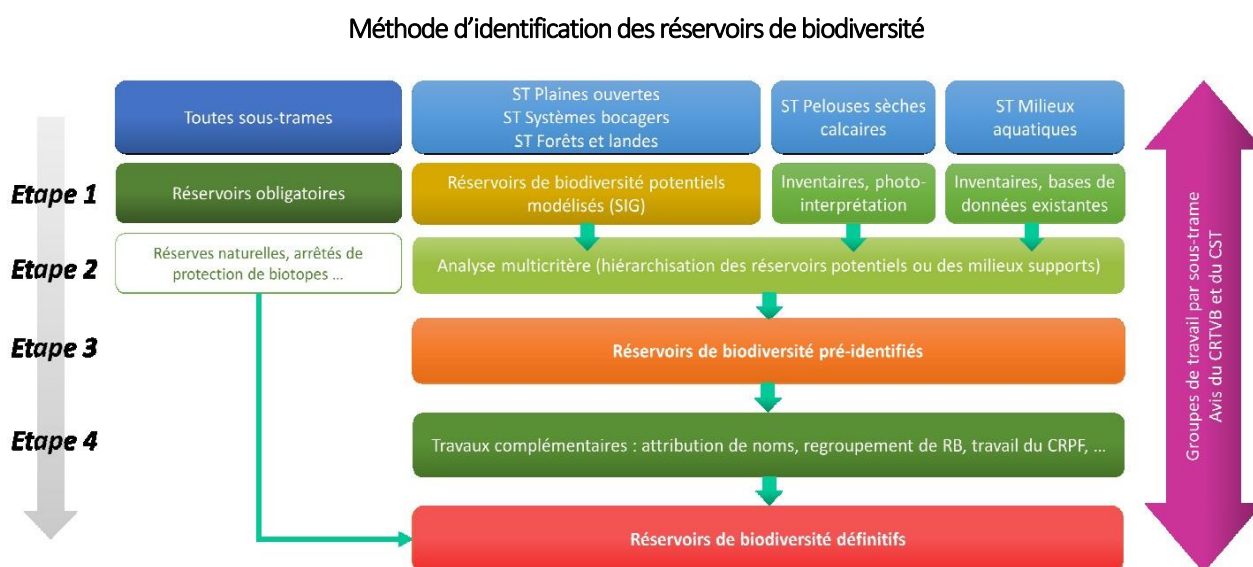 Méthode d'identification des réservoirs de biodiversité
Toutes sous-trames
ST Plaines ouvertes
ST Systèmes bocagers
ST Forêts et landes
ST Pelouses sèches
calcaires
ST Milieux
aquatiques
Etape 1
Réservoirs obligatoires
Réservoirs de biodiversité potentiels
modélisés (SIG)
Inventaires, photo-
interprétation
Inventaires, bases de
données existantes
Etape 2
Réserves naturelles, arrêtés de
protection de biotopes ...
Analyse multicritère (hiérarchisation des réservoirs potentiels ou des milieux supports)
Etape 3
Réservoirs de biodiversité pré-identifiés
Etape 4
Travaux complémentaires : attribution de noms, regroupement de RB, travail du CRPF, ...
Réservoirs de biodiversité définitifs
Groupes de travail par sous-trame
Avis du CRTVB et du CST